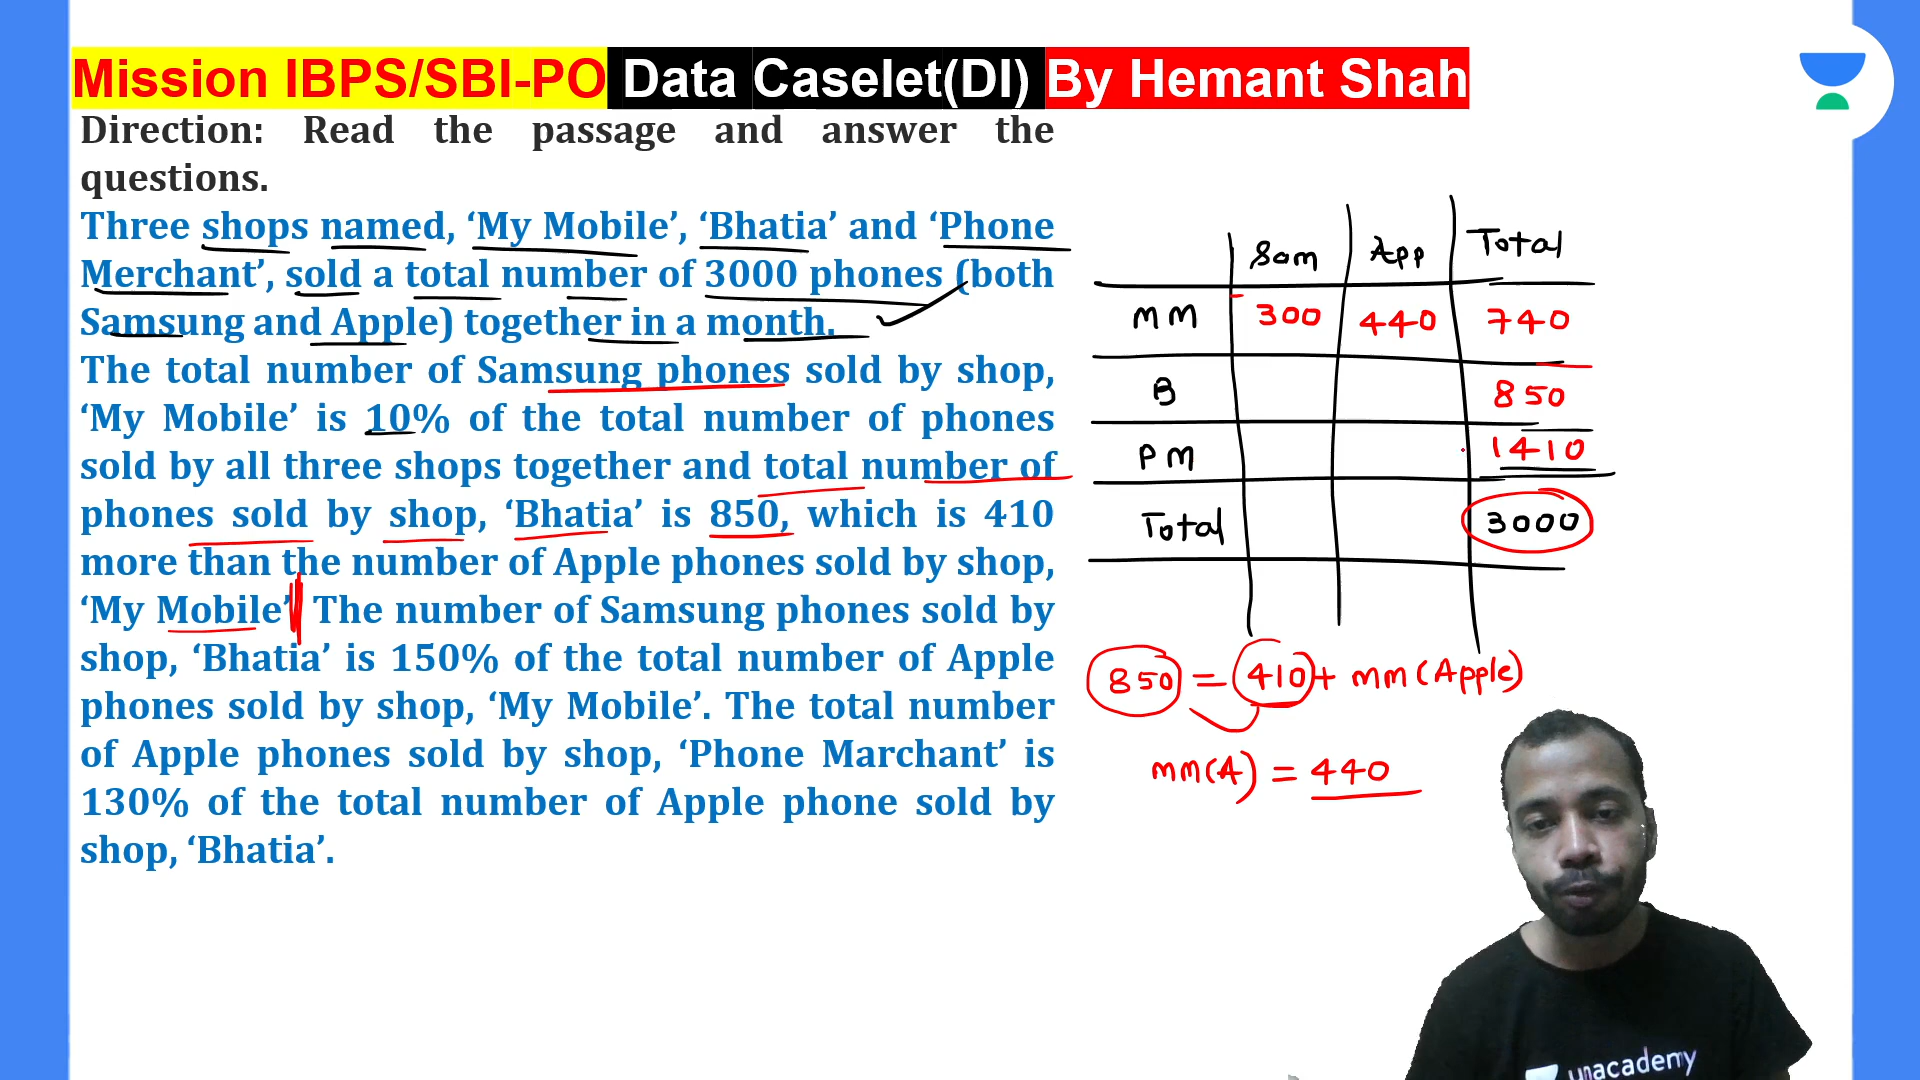 Mission IBPS/SBI-PO Data Caselet(DI) By Hemant Shah
Direction: Read the passage and answer the
questions.
Three shops named, ‘My Mobile’, ‘Bhatia’ and ‘Phone
Merchant’, sold a total number of 3000 phones (both
Samsung and Apple) together in a month.
The total number of Samsung phones sold by shop,
‘My Mobile’ is 10% of the total number of phones
sold by all three shops together and total number of
phones sold by shop, ‘Bhatia’ is 850, which is 410
more than the number of Apple phones sold by shop,
‘My Mobile’ The number of Samsung phones sold by
shop, ‘Bhatia’ is 150% of the total number of Apple
phones sold by shop, ‘My Mobile’. The total number
of Apple phones sold by shop, ‘Phone Marchant’ is
130% of the total number of Apple phone sold by
shop, ‘Bhatia’.
Sam App Total
MM 300 440 740
B 850
PM 1410
Total 3000
850 = 410 + mm (Apple)
mm(A) = 440
unacademy